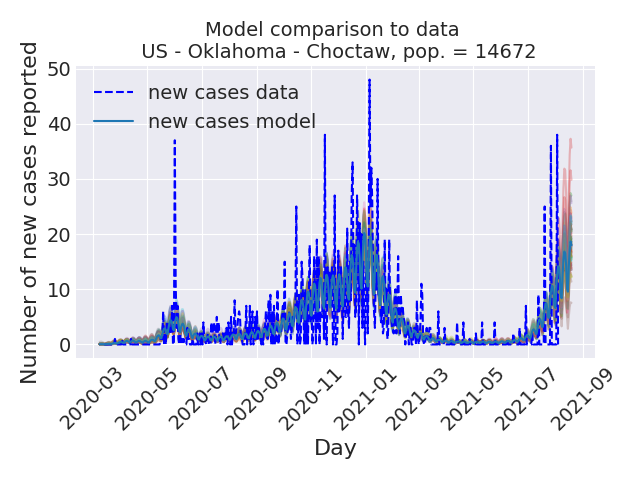 Model comparison to data
US - Oklahoma - Choctaw, pop. = 14672
Number of new cases reported
50
40
30
20
10
0
new cases data
new cases model
2020-03
2020-05
2020-07
2020-09
2020-11
2021-01
2021-03
2021-05
2021-07
2021-09
Day